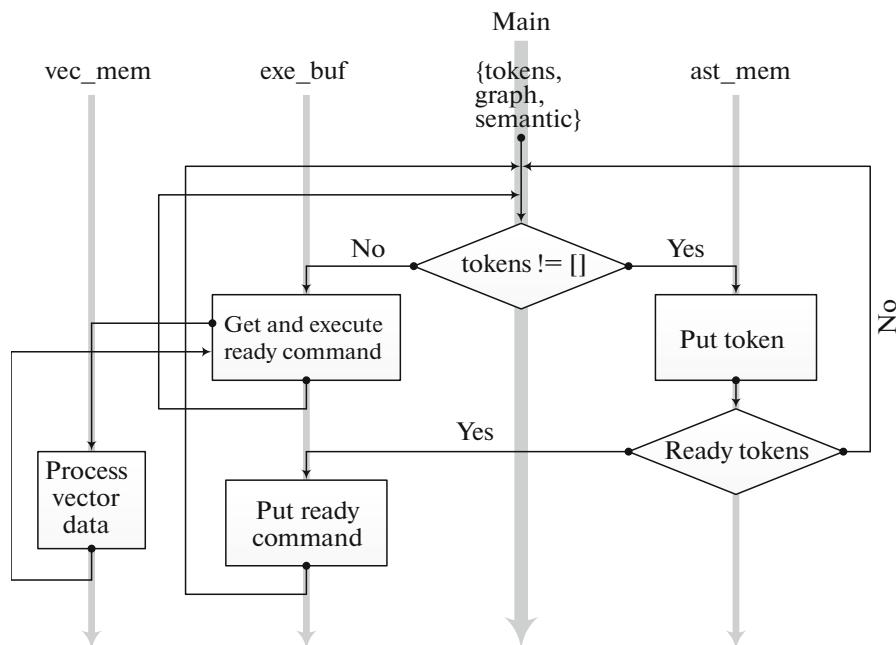 Main
vec_mem
exe_buf
{tokens,
graph,
semantic}
ast_mem
No
tokens != []
Yes
Get and execute
ready command
Put token
No
Yes
Ready tokens
Process
vector
data
Put ready
command